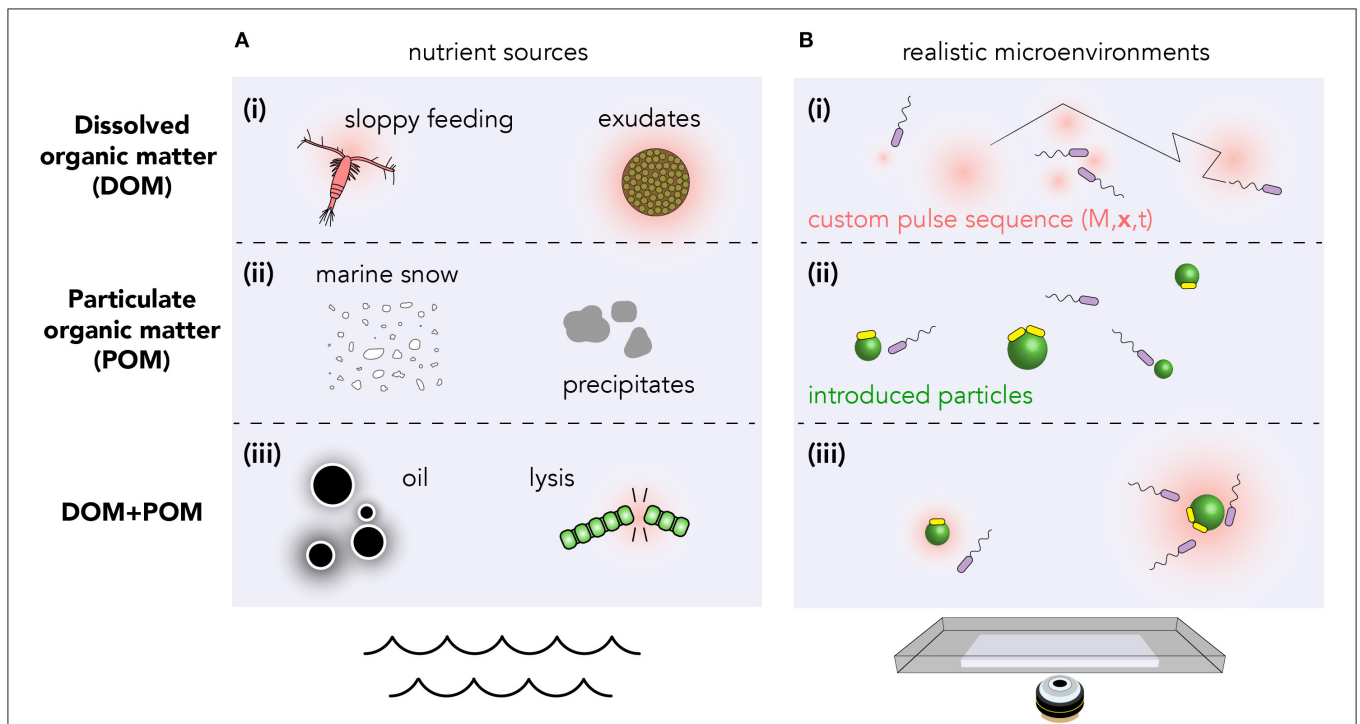 A
nutrient sources
B
realistic microenvironments
Dissolved
organic matter
(DOM)
(i)
sloppy feeding
exudates
(i)
custom pulse sequence (M,x,t)
Particulate
organic matter
(POM)
(ii)
marine snow
precipitates
(ii)
introduced particles
DOM+POM
(iii)
oil
lysis
(iii)